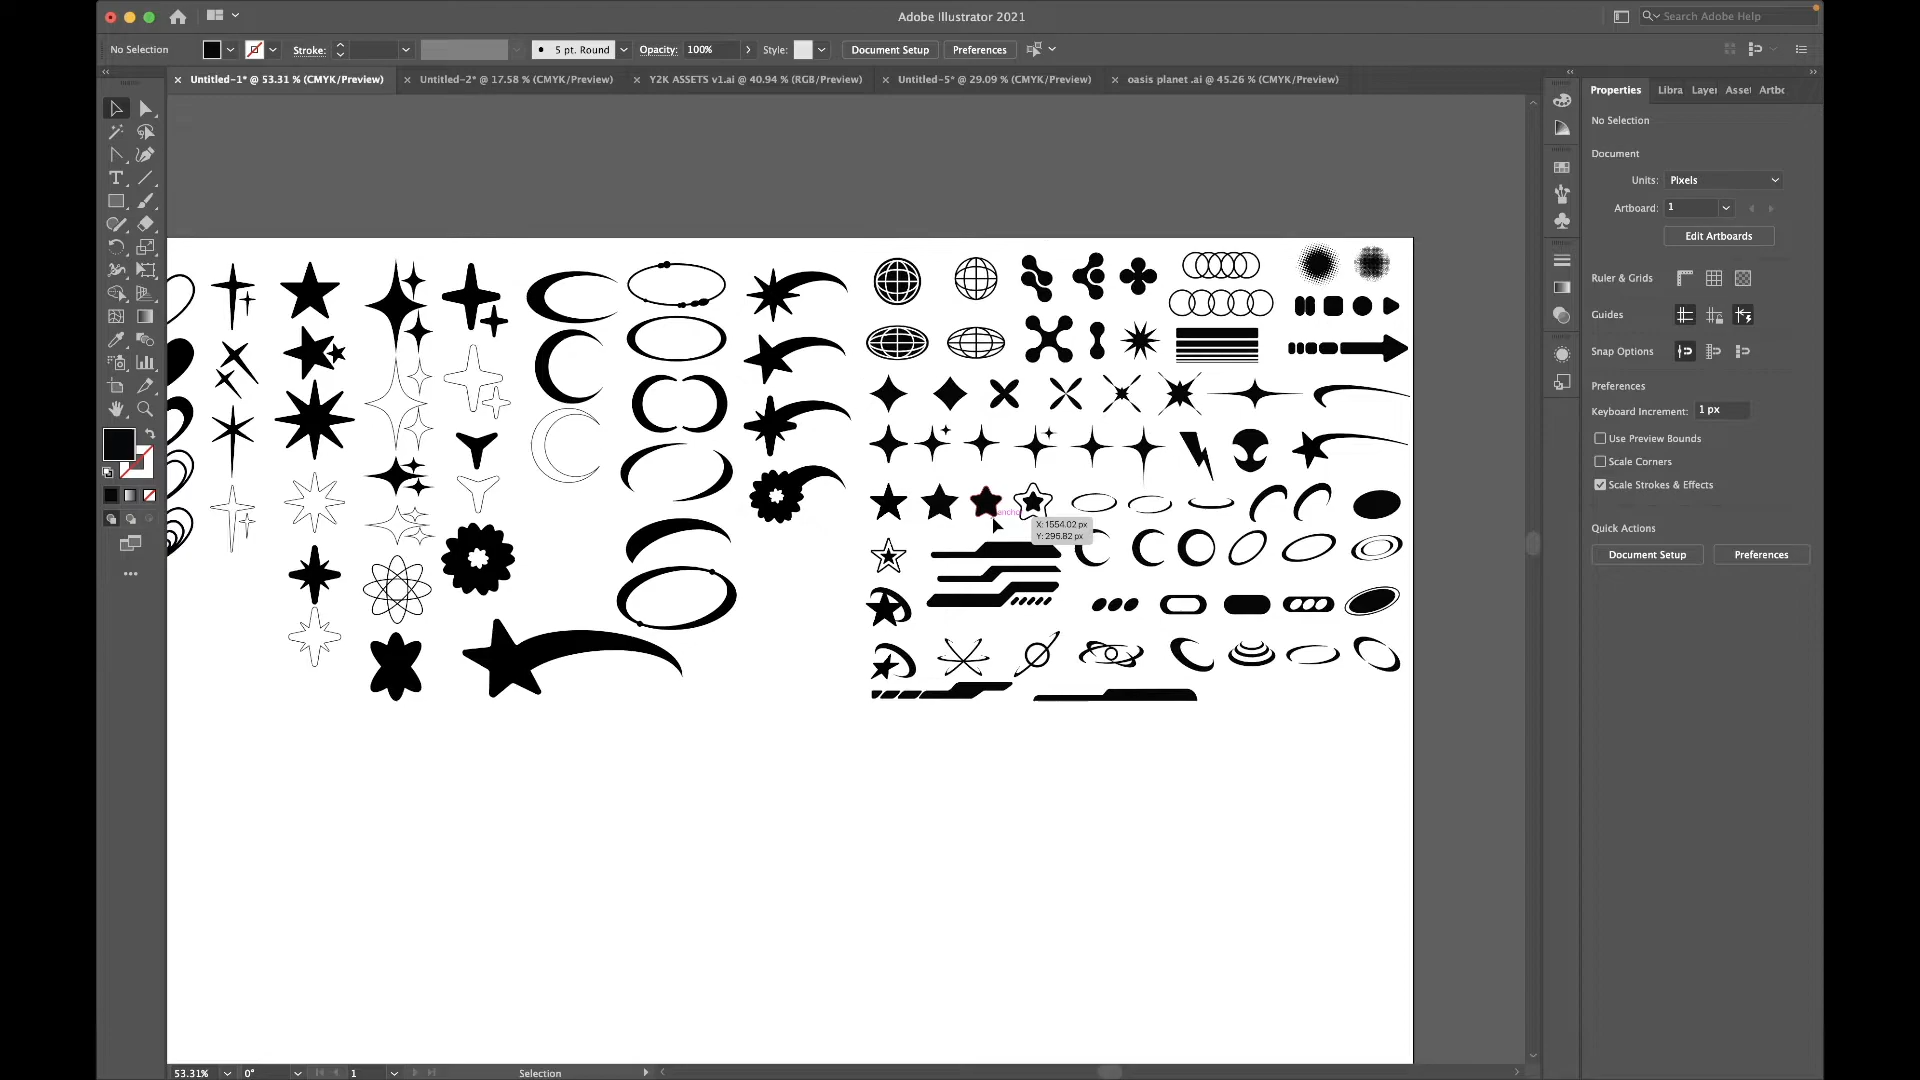 Adobe Illustrator 2021
Search Adobe Help
No Selection
Stroke:
5 pt. Round
Opacity: 100%
Style:
Document Setup
Preferences
Untitled-1* @ 53.31 % (CMYK/Preview)
Untitled-2* @ 17.58 % (CMYK/Preview)
Y2K ASSETS v1.ai @ 40.94 % (RGB/Preview)
Untitled-5* @ 29.09 % (CMYK/Preview)
oasis planet .ai @ 45.26 % (CMYK/Preview)
Properties
Libra
Layer
Asset
Artbc
No Selection
Document
Units: Pixels
Artboard: 1
Edit Artboards
Ruler & Grids
Guides
Snap Options
Preferences
Keyboard Increment: 1 px
Use Preview Bounds
Scale Corners
Scale Strokes & Effects
Quick Actions
Document Setup
Preferences
X: 1554.02 px
Y: 295.82 px
53.31%
0°
1
Selection